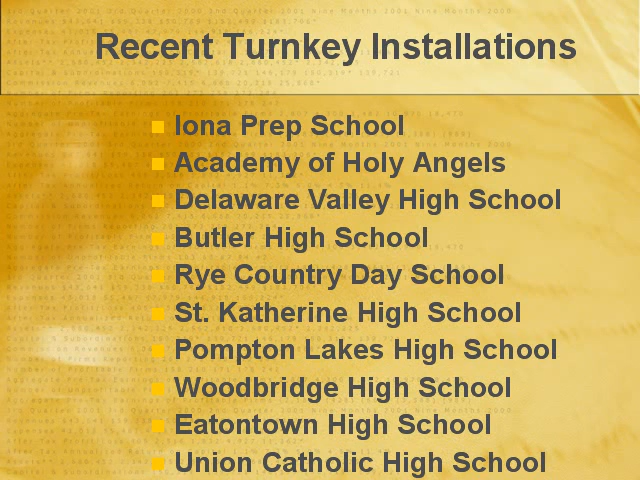 Recent Turnkey Installations
Iona Prep School
Academy of Holy Angels
Delaware Valley High School
Butler High School
Rye Country Day School
St. Katherine High School
Pompton Lakes High School
Woodbridge High School
Eatontown High School
Union Catholic High School